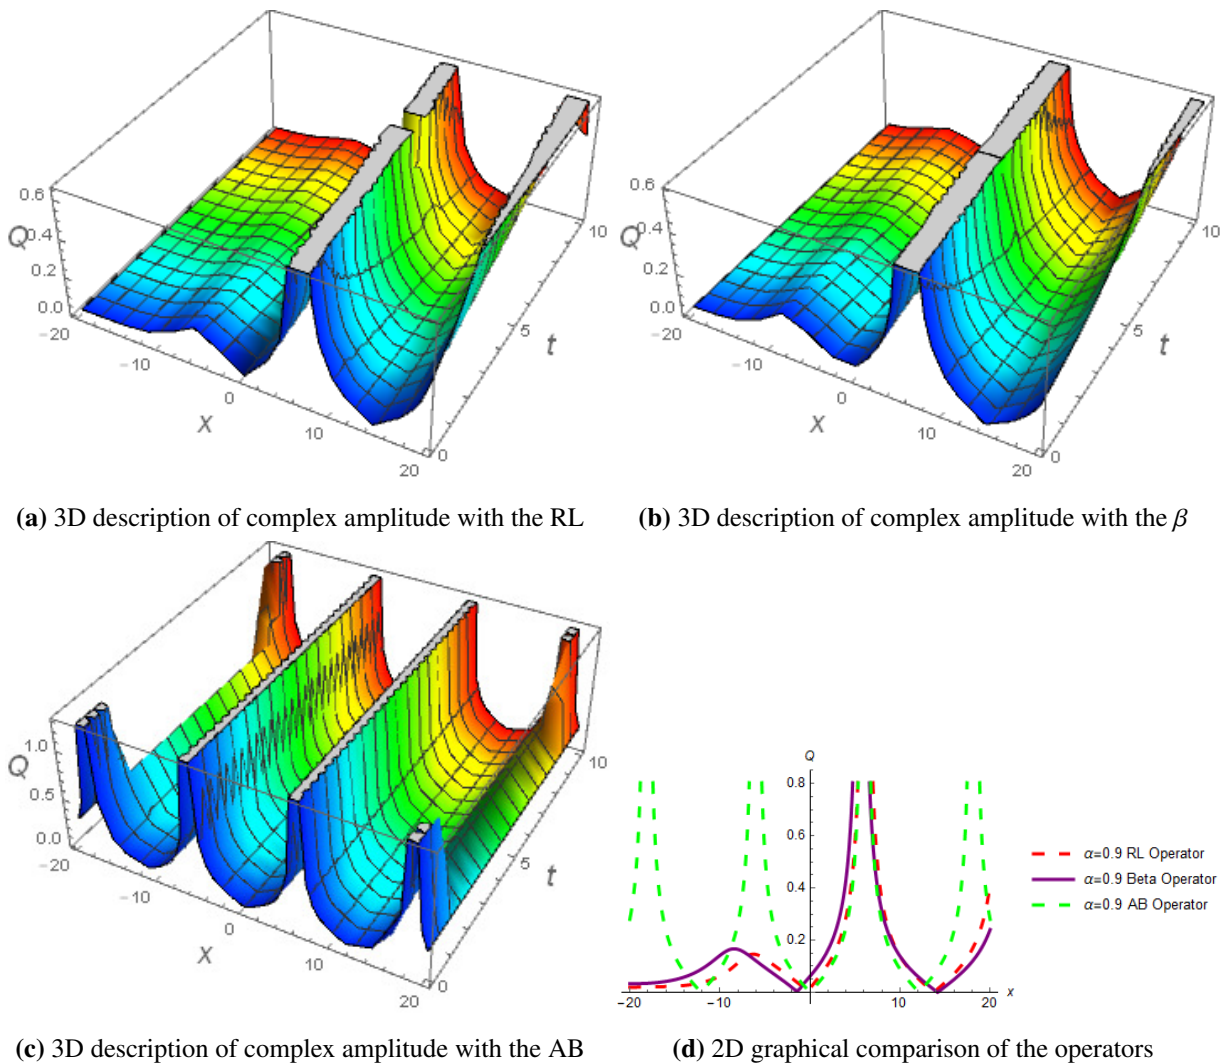 0.6
Q
0.4
0.2
0.0
−20
−10
0
X
10
20
0
5
t
10
0.6
Q
0.4
0.2
0.0
−20
−10
0
X
10
20
0
5
t
10
(a) 3D description of complex amplitude with the RL
(b) 3D description of complex amplitude with the β
1.0
Q
0.5
0.0
−20
−10
0
X
10
20
0
5
t
10
Q
0.8
0.6
0.4
0.2
−20
−10
10
20
x
α=0.9 RL Operator
α=0.9 Beta Operator
α=0.9 AB Operator
(c) 3D description of complex amplitude with the AB
(d) 2D graphical comparison of the operators